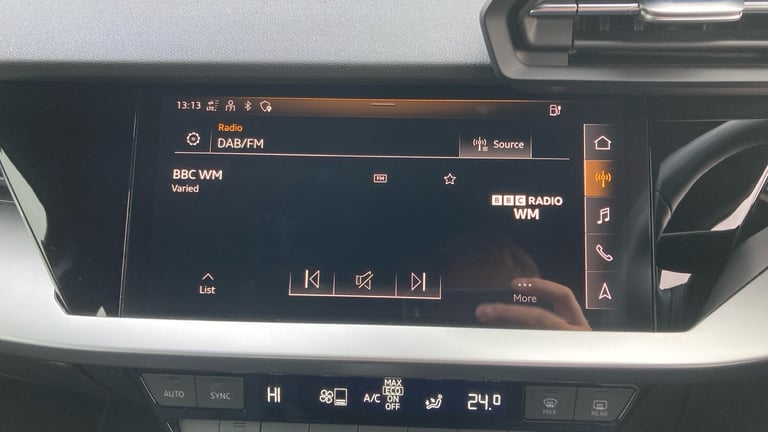 13:13 LTE
Radio
DAB/FM
Source
BBC WM
Varied
FM
BBC RADIO
WM
List
More
AUTO
SYNC
HI
A/C
MAX
ECO
ON
OFF
24.0
MAX
REAR